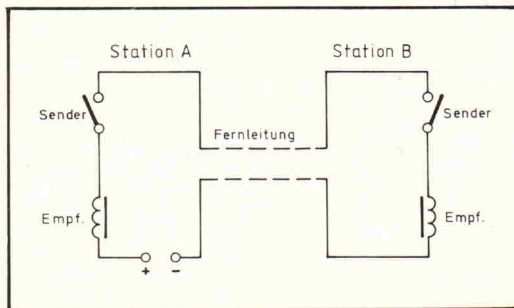 Station A
Station B
Sender
Sender
Fernleitung
Empf.
Empf.
+ -